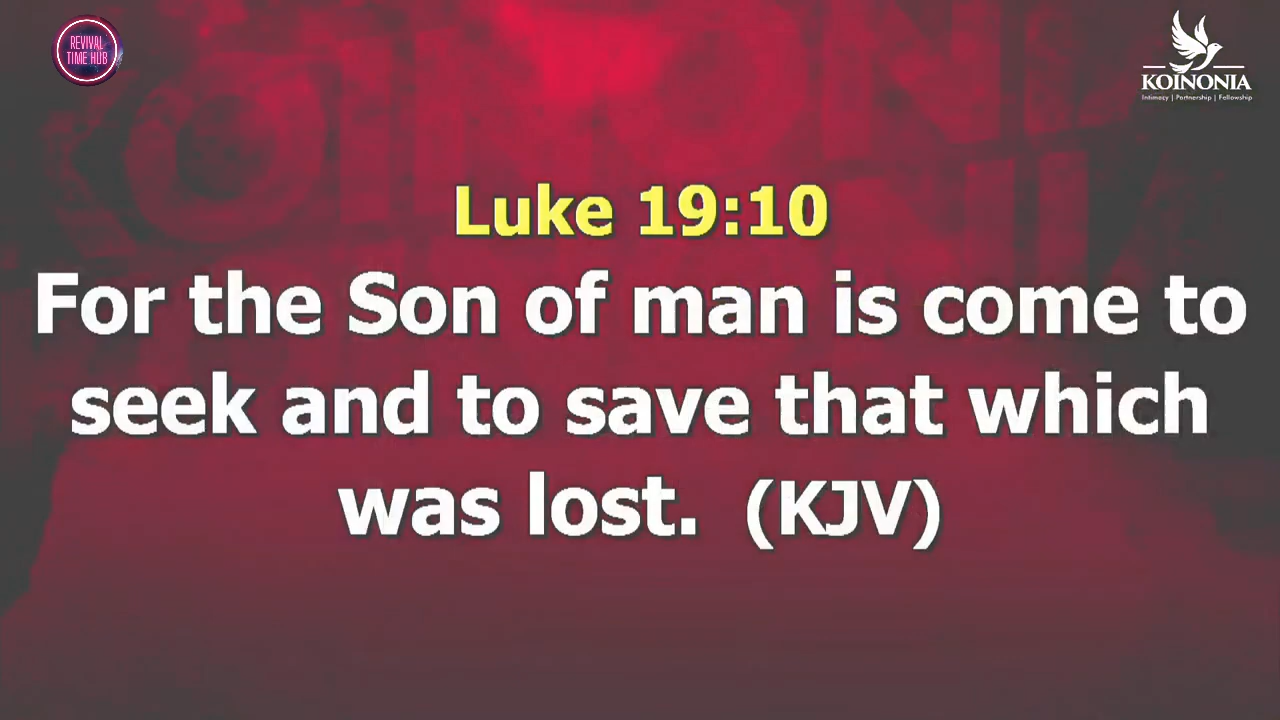 REVIVAL
TIME HUB
KOINONIA
Intimacy | Partnership | Fellowship
Luke 19:10
For the Son of man is come to
seek and to save that which
was lost. (KJV)